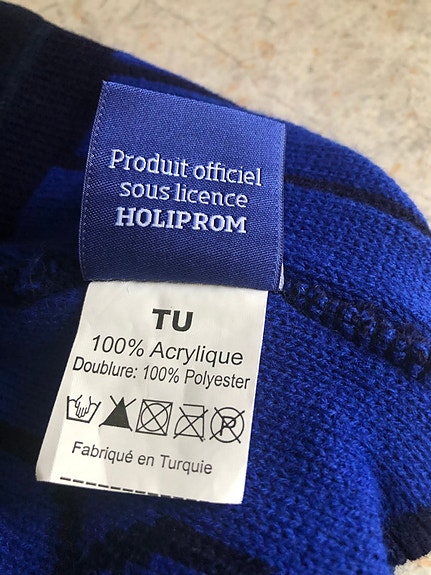 Produit officiel
sous licence
HOLIPROM
TU
100% Acrylique
Doublure: 100% Polyester
P
Fabriqué en Turquie